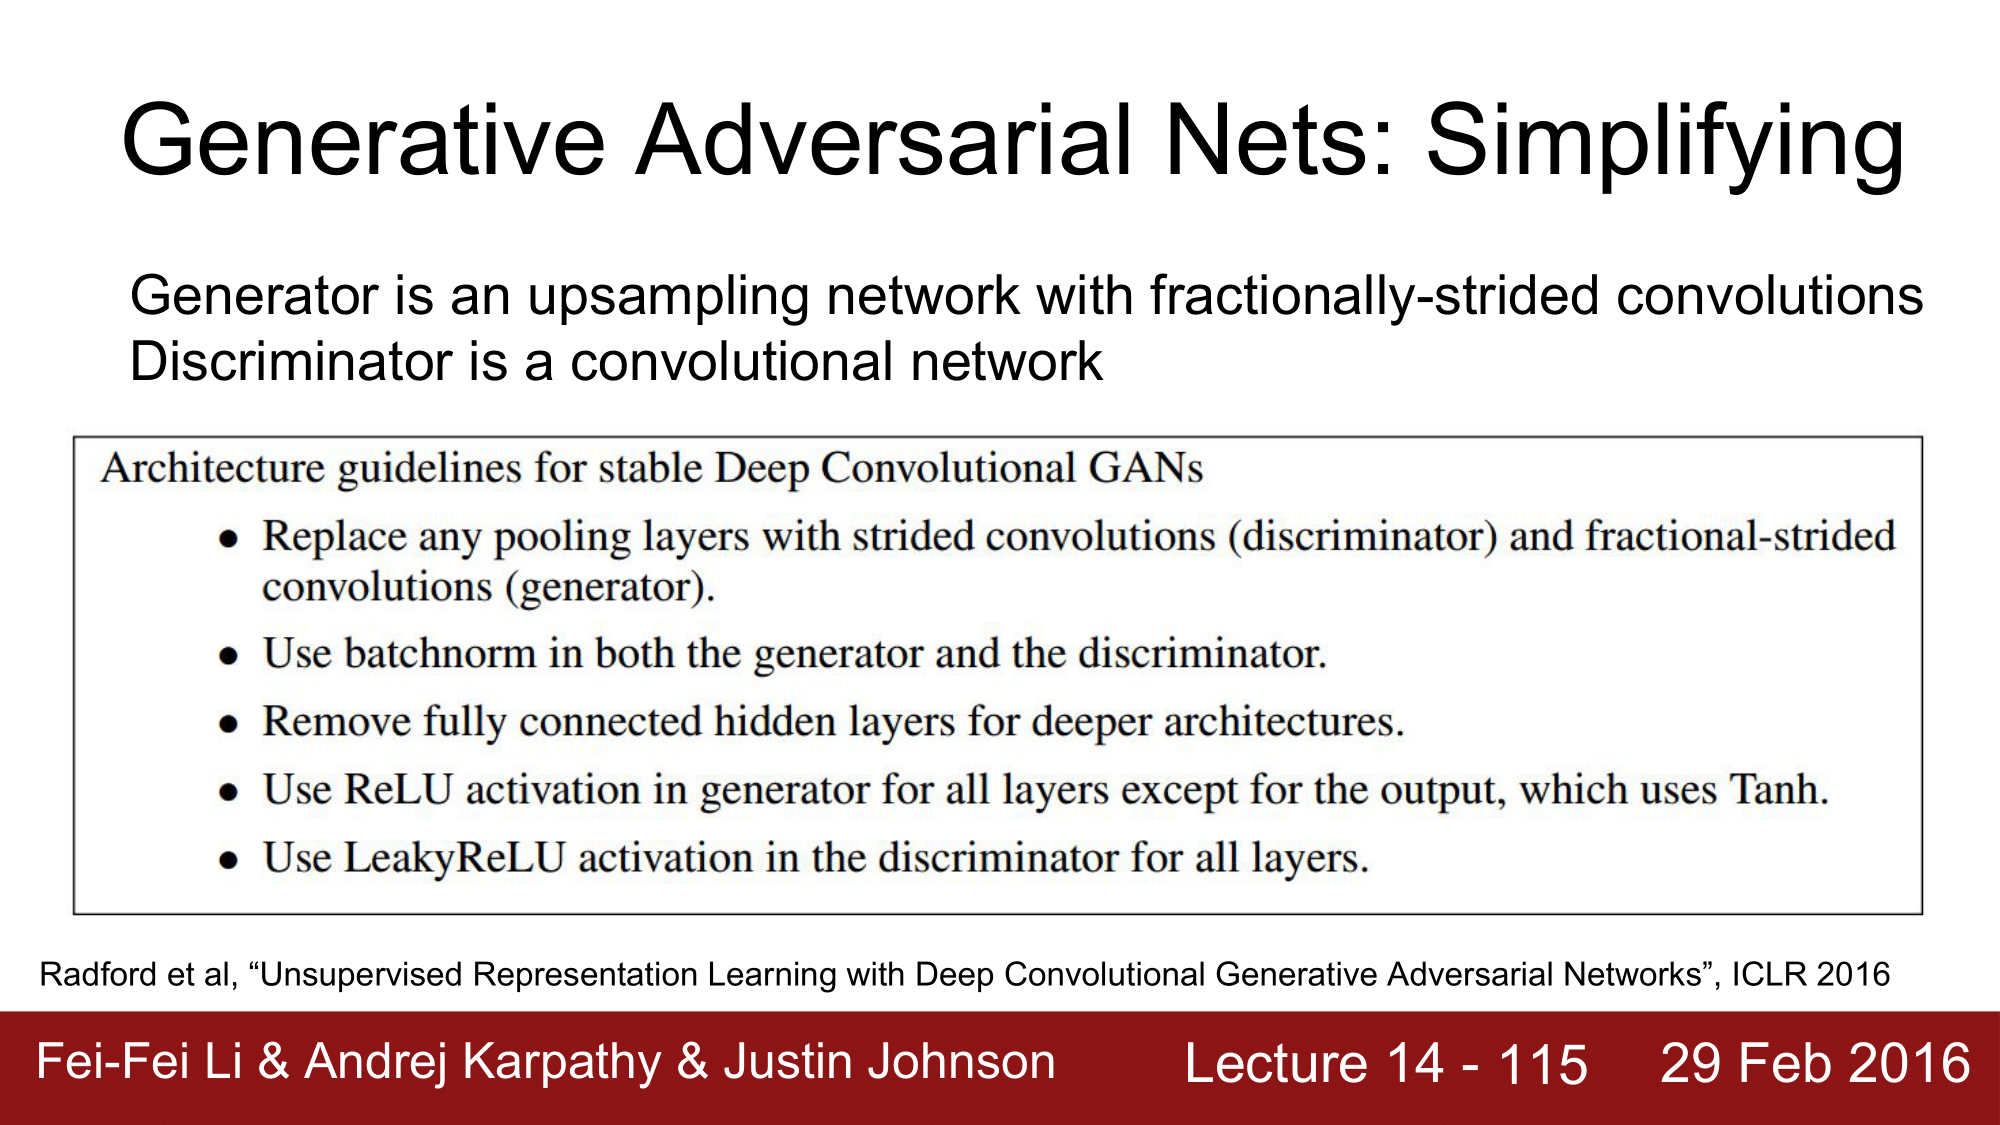 Generative Adversarial Nets: Simplifying
Generator is an upsampling network with fractionally-strided convolutions
Discriminator is a convolutional network
Architecture guidelines for stable Deep Convolutional GANs
● Replace any pooling layers with strided convolutions (discriminator) and fractional-strided
convolutions (generator).
● Use batchnorm in both the generator and the discriminator.
● Remove fully connected hidden layers for deeper architectures.
● Use ReLU activation in generator for all layers except for the output, which uses Tanh.
● Use LeakyReLU activation in the discriminator for all layers.
Radford et al, “Unsupervised Representation Learning with Deep Convolutional Generative Adversarial Networks”, ICLR 2016
Fei-Fei Li & Andrej Karpathy & Justin Johnson Lecture 14 - 115 29 Feb 2016